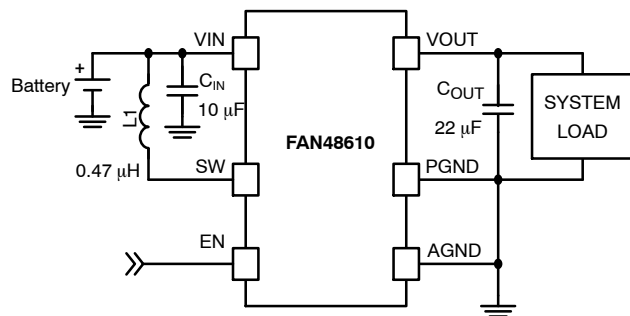 VIN
VOUT
Battery
+
C_IN
10 μF
L1
0.47 μH
SW
EN
FAN48610
C_OUT
22 μF
SYSTEM
LOAD
PGND
AGND